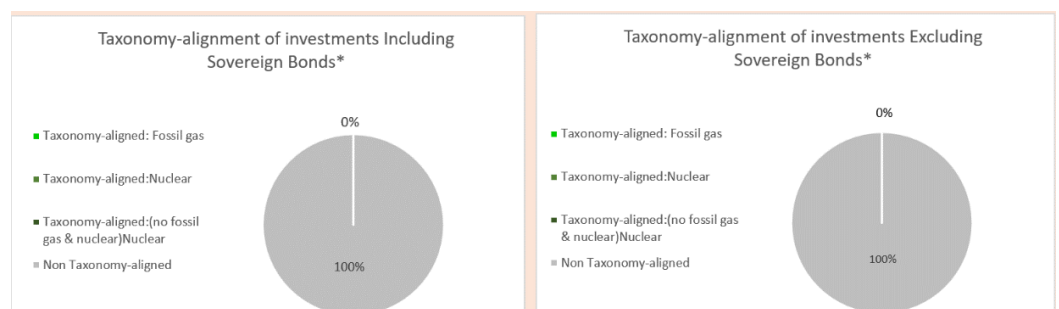 Taxonomy-alignment of investments Including
Sovereign Bonds*
0%
Taxonomy-aligned: Fossil gas
Taxonomy-aligned:Nuclear
Taxonomy-aligned:(no fossil
gas & nuclear)Nuclear
Non Taxonomy-aligned
100%
Taxonomy-alignment of investments Excluding
Sovereign Bonds*
0%
Taxonomy-aligned: Fossil gas
Taxonomy-aligned:Nuclear
Taxonomy-aligned:(no fossil gas
& nuclear)Nuclear
Non Taxonomy-aligned
100%